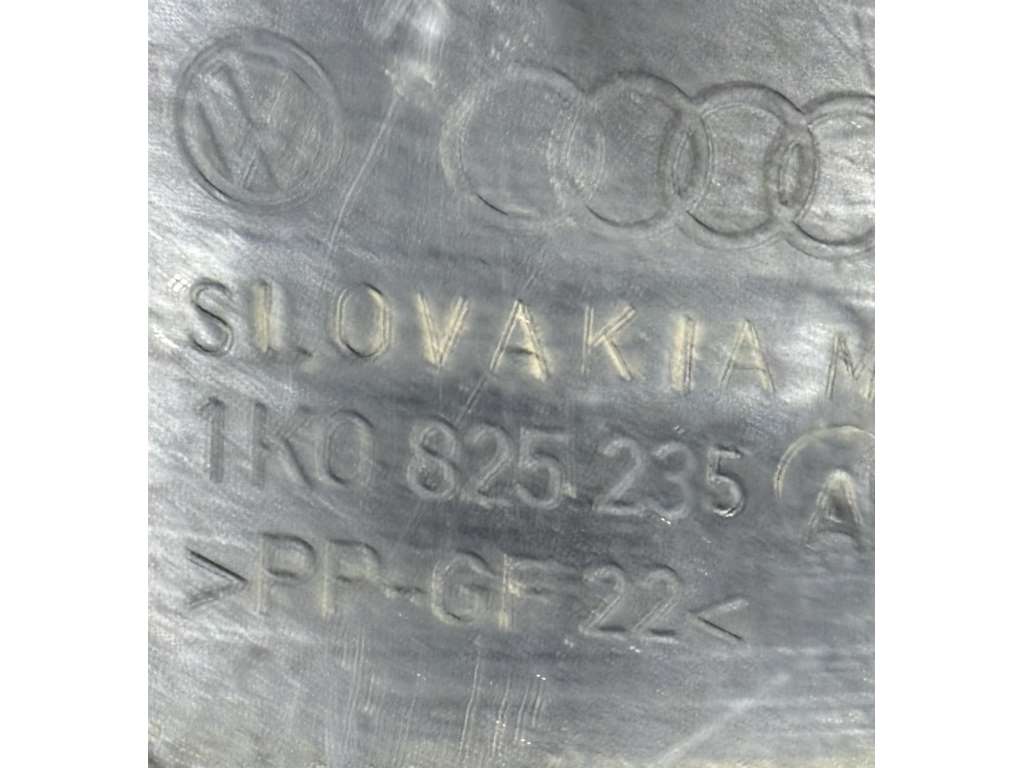 SLOVAKIA M
1K0 825 235 A
>PP-GF 22<